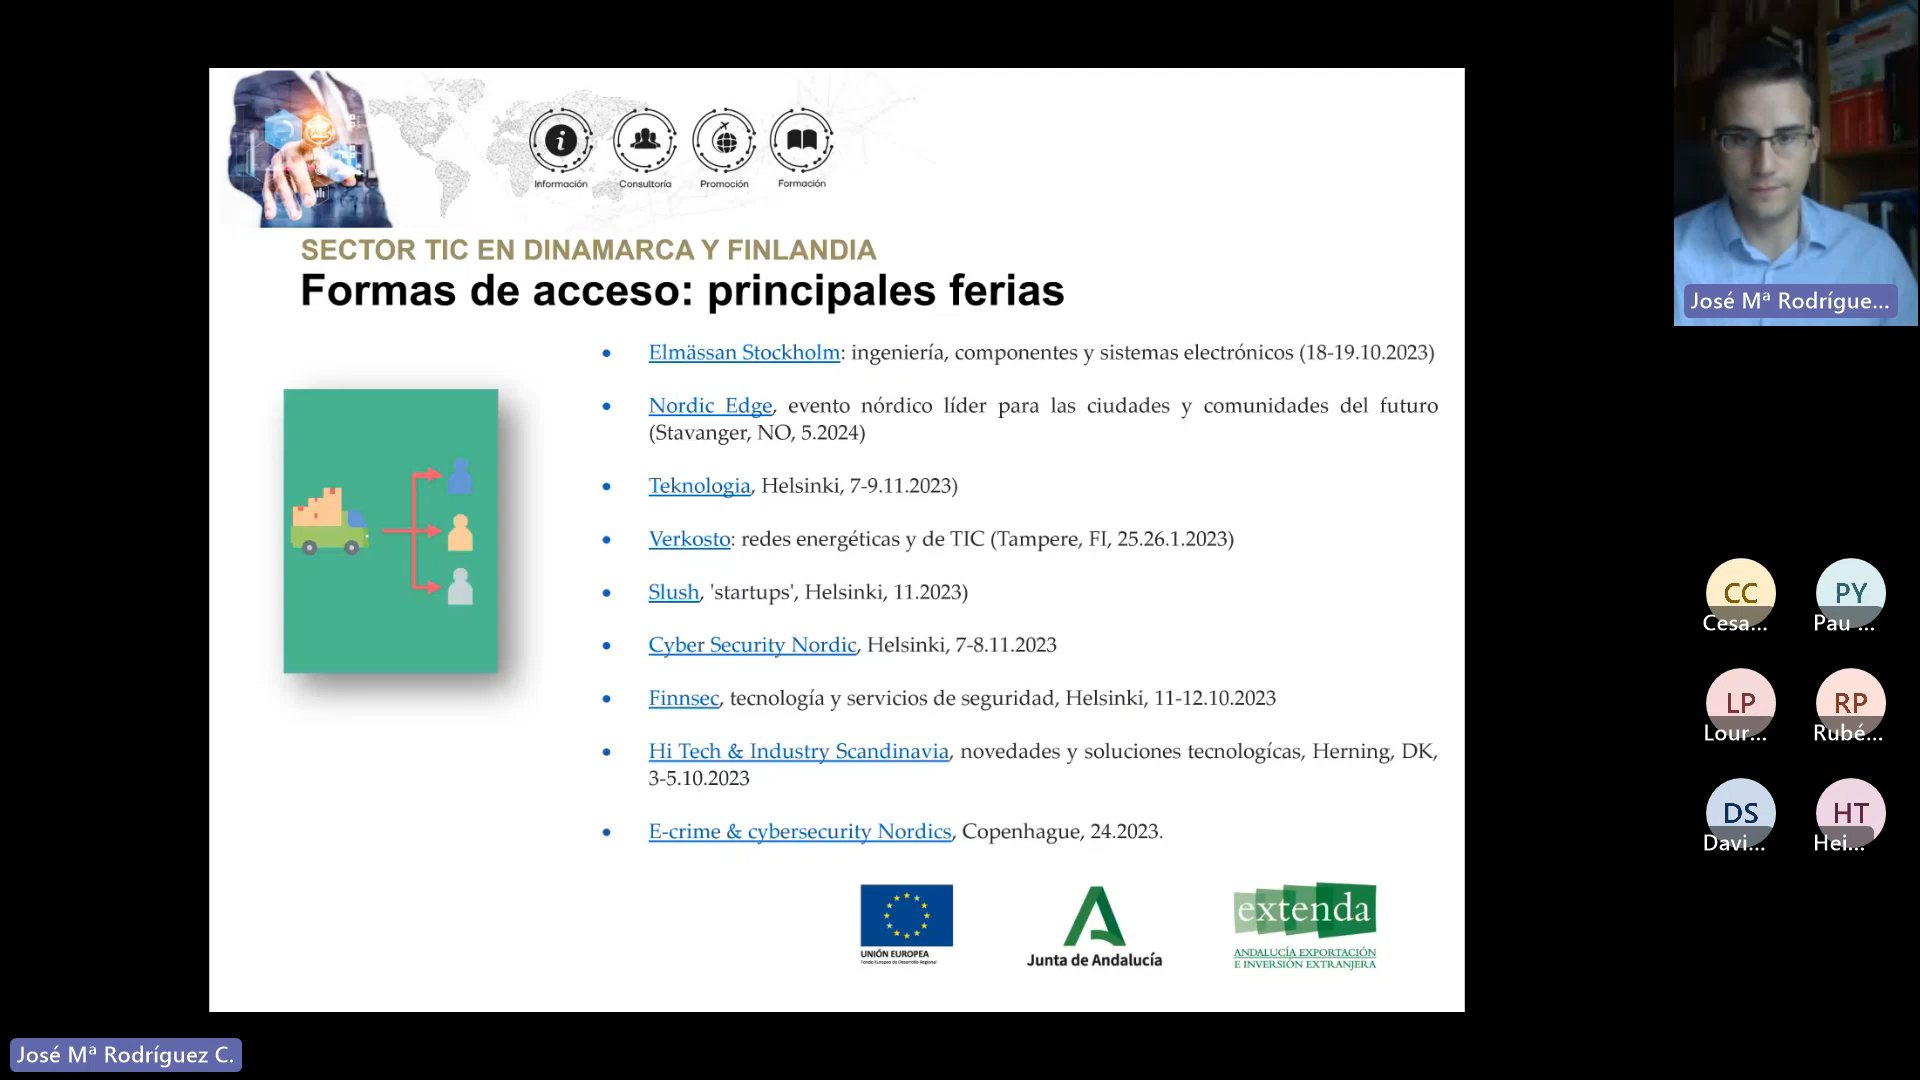 Información
Consultoría
Promoción
Formación
SECTOR TIC EN DINAMARCA Y FINLANDIA
Formas de acceso: principales ferias
• Elmässan Stockholm: ingeniería, componentes y sistemas electrónicos (18-19.10.2023)
• Nordic Edge, evento nórdico líder para las ciudades y comunidades del futuro
(Stavanger, NO, 5.2024)
• Teknologia, Helsinki, 7-9.11.2023)
• Verkosto: redes energéticas y de TIC (Tampere, FI, 25.26.1.2023)
• Slush, 'startups', Helsinki, 11.2023)
• Cyber Security Nordic, Helsinki, 7-8.11.2023
• Finnsec, tecnología y servicios de seguridad, Helsinki, 11-12.10.2023
• Hi Tech & Industry Scandinavia, novedades y soluciones tecnologícas, Herning, DK,
3-5.10.2023
• E-crime & cybersecurity Nordics, Copenhague, 24.2023.
UNIÓN EUROPEA
Fondo Europeo de Desarrollo Regional
Junta de Andalucía
extenda
ANDALUCÍA EXPORTACIÓN
E INVERSIÓN EXTRANJERA
José Mª Rodrígue...
CC
Cesa...
PY
Pau ...
LP
Lour...
RP
Rubé...
DS
Davi...
HT
Hei...
José Mª Rodríguez C.